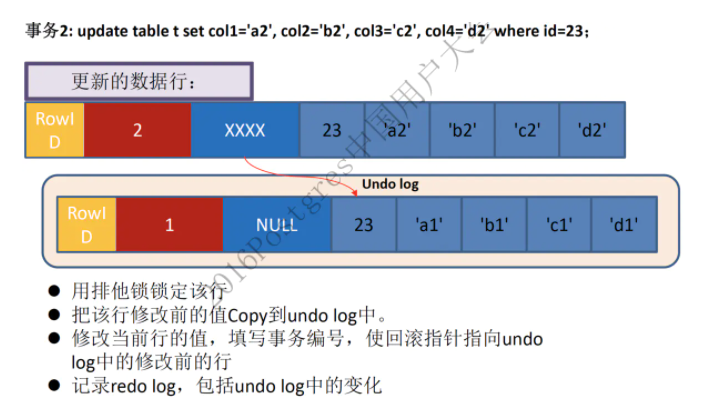 事务2: update table t set col1='a2', col2='b2', col3='c2', col4='d2' where id=23;
更新的数据行：
RowI
D
2
XXXX
23
'a2'
'b2'
'c2'
'd2'
Undo log
RowI
D
1
NULL
23
'a1'
'b1'
'c1'
'd1'
● 用排他锁锁定该行
● 把该行修改前的值Copy到undo log中。
● 修改当前行的值，填写事务编号，使回滚指针指向undo
log中的修改前的行
● 记录redo log，包括undo log中的变化
2016Postgres中国用户大会